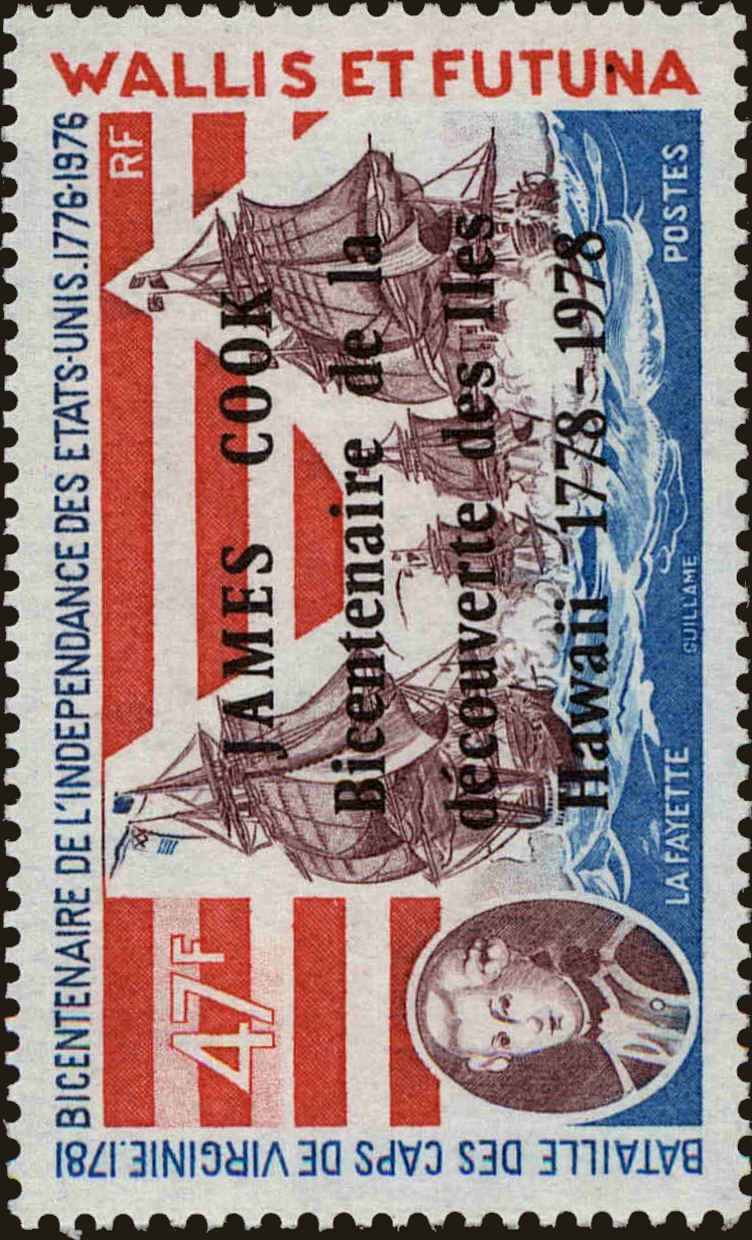 WALLIS ET FUTUNA
BICENTENAIRE DE L'INDEPENDANCE DES ETATS-UNIS.1776-1976
RF
47F
JAMES COOK
Bicentenaire de la
découverte des Iles
Hawaii 1778-1978
LA FAYETTE
GUILLAME
POSTES
BATAILLE DES CAPS DE VIRGINIE.1781